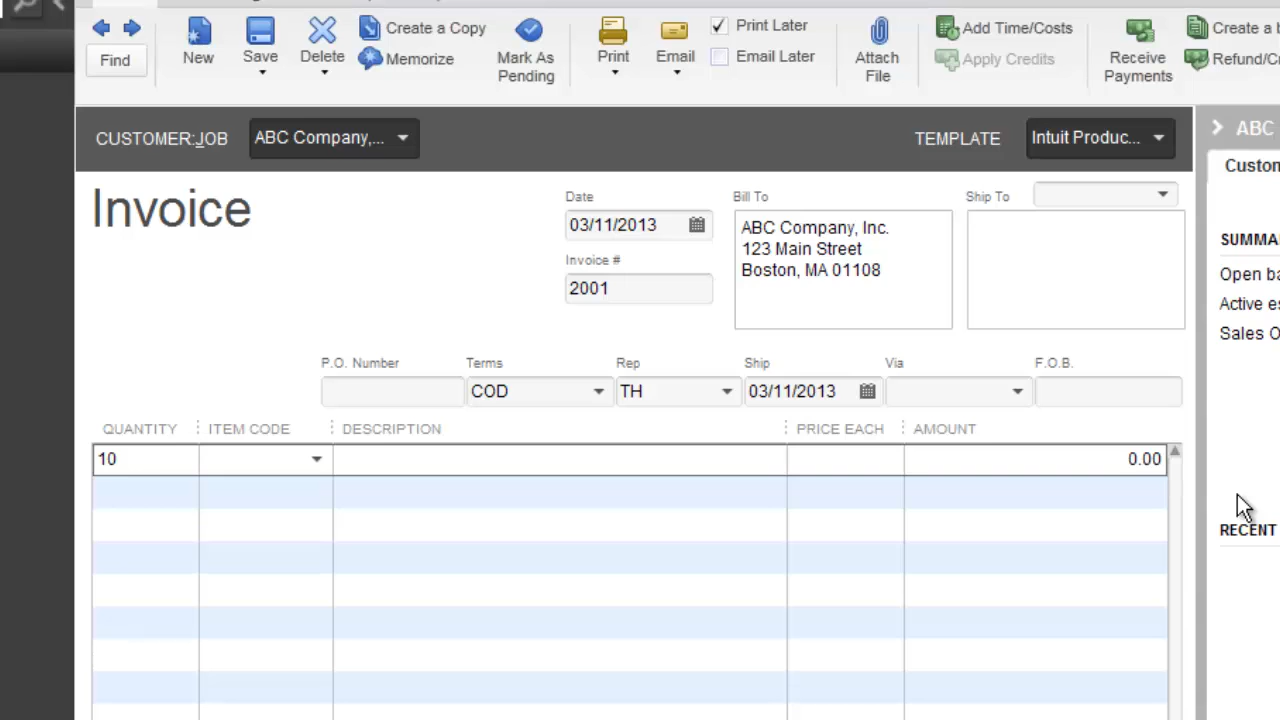 Find
New
Save
Delete
Create a Copy
Memorize
Mark As
Pending
Print
Email
Print Later
Email Later
Attach
File
Add Time/Costs
Apply Credits
Receive
Payments
Create a b
Refund/Cr
CUSTOMER:JOB
ABC Company,...
TEMPLATE
Intuit Produc...
ABC
Custom
Invoice
Date
03/11/2013
Invoice #
2001
Bill To
ABC Company, Inc.
123 Main Street
Boston, MA 01108
Ship To
SUMMA
Open ba
Active es
Sales O
P.O. Number
Terms
COD
Rep
TH
Ship
03/11/2013
Via
F.O.B.
QUANTITY
ITEM CODE
DESCRIPTION
PRICE EACH
AMOUNT
10
0.00
RECENT